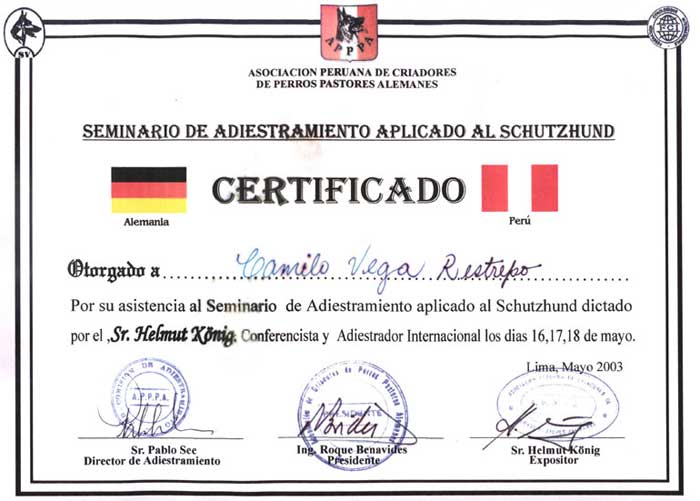 SV
A.P.P.P.A.
ASOCIACION PERUANA DE CRIADORES
DE PERROS PASTORES ALEMANES
SEMINARIO DE ADIESTRAMIENTO APLICADO AL SCHUTZHUND
CERTIFICADO
Alemania
Perú
Otorgado a Camilo Vega Restrepo
Por su asistencia al Seminario de Adiestramiento aplicado al Schutzhund dictado
por el ,Sr. Helmut König, Conferencista y Adiestrador Internacional los dias 16,17,18 de mayo.
Lima, Mayo 2003
A.P.P.P.A.
PRESIDENTE
Sr. Pablo Sec
Director de Adiestramiento
Ing. Roque Benavides
Presidente
Sr. Helmut König
Expositor